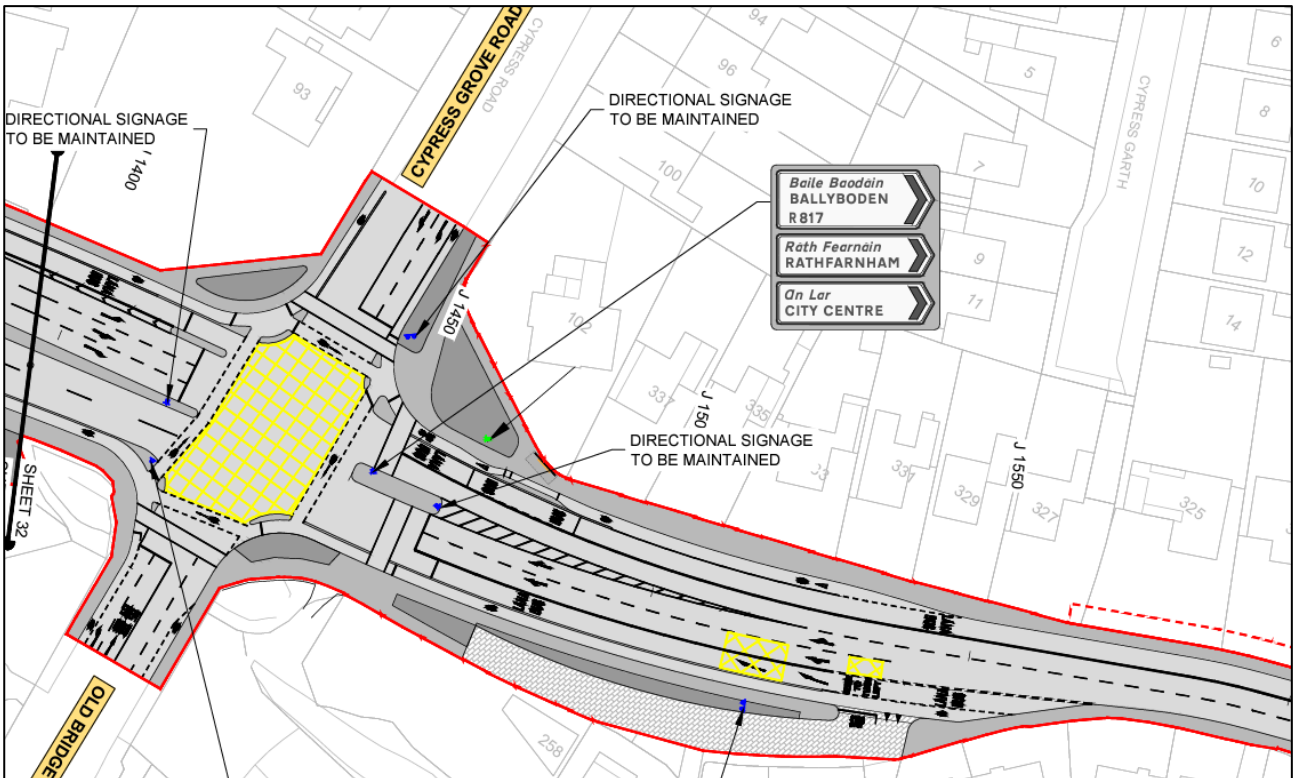 CYPRESS GROVE ROAD
CYPRESS ROAD
DIRECTIONAL SIGNAGE
TO BE MAINTAINED
DIRECTIONAL SIGNAGE
TO BE MAINTAINED
Baile Baodáin
BALLYBODEN
R817
Ráth Fearnáin
RATHFARNHAM
An Lar
CITY CENTRE
DIRECTIONAL SIGNAGE
TO BE MAINTAINED
CYPRESS GARTH
93
94
96
100
102
5
6
7
8
9
10
11
12
14
1400
J 1450
J 150
J 1550
337
335
331
329
327
325
258
SHEET 32
OLD BRIDGE